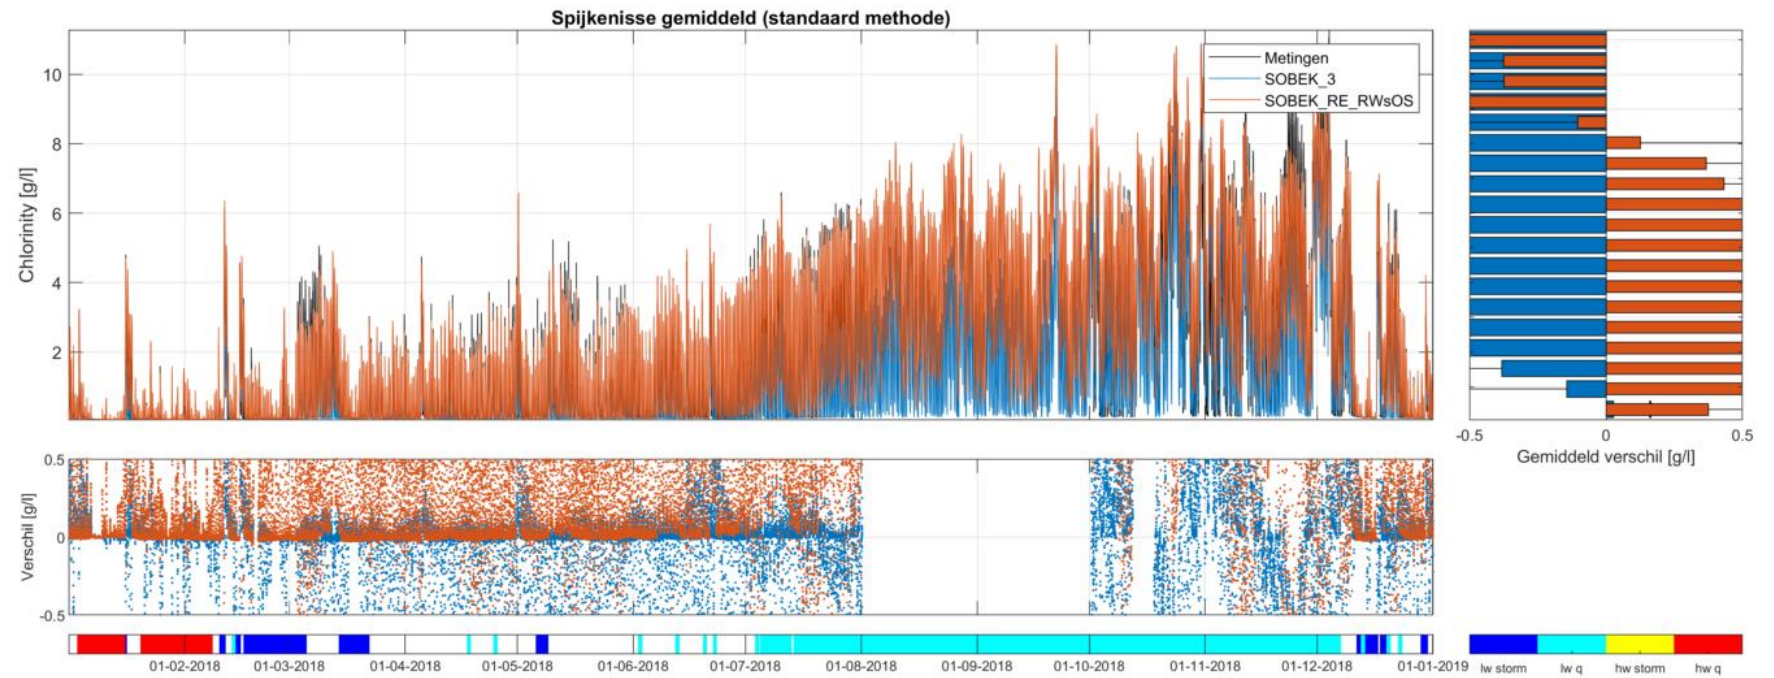 Spijkenisse gemiddeld (standaard methode)
Chlorinity [g/l]
10
8
6
4
2
Metingen
SOBEK_3
SOBEK_RE_RWsOS
-0.5
0
0.5
Gemiddeld verschil [g/l]
Verschil [g/l]
0.5
0
-0.5
01-02-2018
01-03-2018
01-04-2018
01-05-2018
01-06-2018
01-07-2018
01-08-2018
01-09-2018
01-10-2018
01-11-2018
01-12-2018
01-01-2019
lw storm
lw q
hw storm
hw q